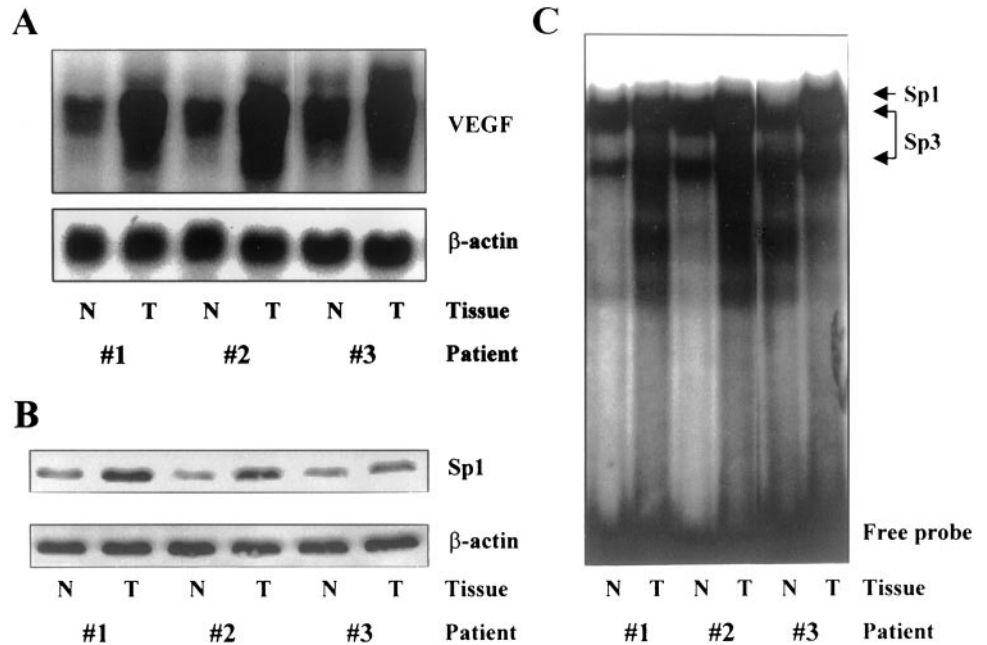 A
VEGF
β-actin
N T N T N T Tissue
#1 #2 #3 Patient
B
Sp1
β-actin
N T N T N T Tissue
#1 #2 #3 Patient
C
Sp1
Sp3
Free probe
N T N T N T Tissue
#1 #2 #3 Patient